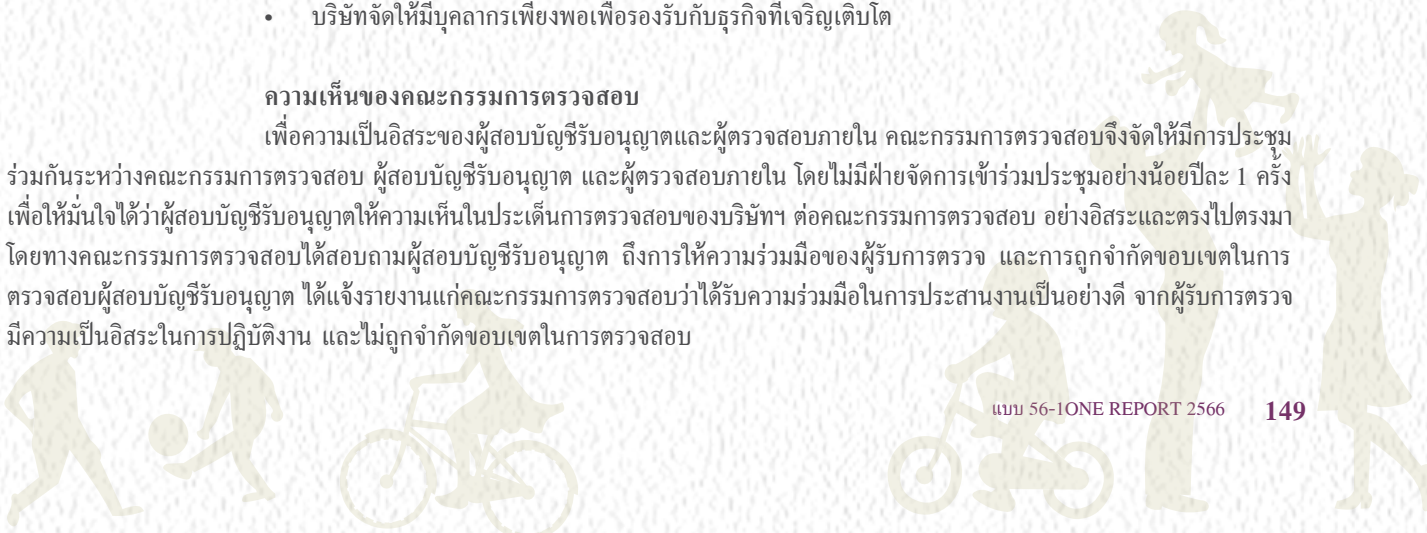 • บริษัทจัดให้มีบุคลากรเพียงพอเพื่อรองรับกับธุรกิจที่เจริญเติบโต
ความเห็นของคณะกรรมการตรวจสอบ
เพื่อความเป็นอิสระของผู้สอบบัญชีรับอนุญาตและผู้ตรวจสอบภายใน คณะกรรมการตรวจสอบจึงจัดให้มีการประชุม
ร่วมกันระหว่างคณะกรรมการตรวจสอบ ผู้สอบบัญชีรับอนุญาต และผู้ตรวจสอบภายใน โดยไม่มีฝ่ายจัดการเข้าร่วมประชุมอย่างน้อยปีละ 1 ครั้ง
เพื่อให้มั่นใจได้ว่าผู้สอบบัญชีรับอนุญาตให้ความเห็นในประเด็นการตรวจสอบของบริษัทฯ ต่อคณะกรรมการตรวจสอบ อย่างอิสระและตรงไปตรงมา
โดยทางคณะกรรมการตรวจสอบได้สอบถามผู้สอบบัญชีรับอนุญาต ถึงการให้ความร่วมมือของผู้รับการตรวจ และการถูกจำกัดขอบเขตในการ
ตรวจสอบผู้สอบบัญชีรับอนุญาต ได้แจ้งรายงานแก่คณะกรรมการตรวจสอบว่าได้รับความร่วมมือในการประสานงานเป็นอย่างดี จากผู้รับการตรวจ
มีความเป็นอิสระในการปฏิบัติงาน และไม่ถูกจำกัดขอบเขตในการตรวจสอบ
แบบ 56-1ONE REPORT 2566 149